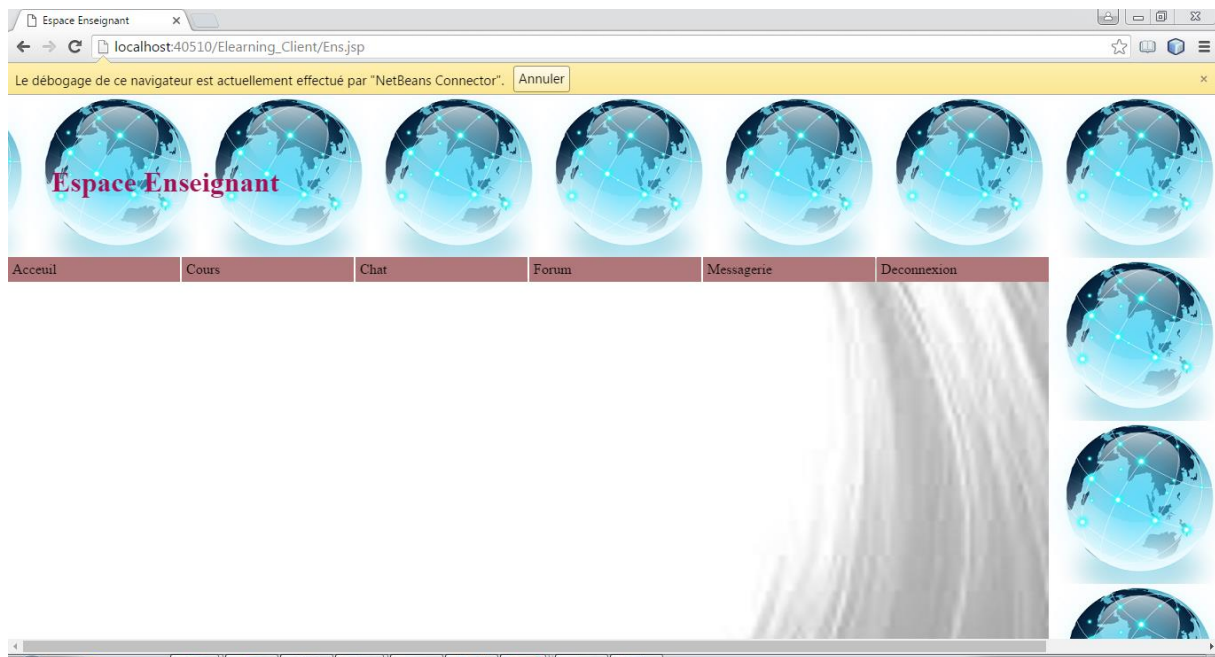 Espace Enseignant
localhost:40510/Elearning_Client/Ens.jsp
Le débogage de ce navigateur est actuellement effectué par "NetBeans Connector". Annuler
Espace Enseignant
Acceuil Cours Chat Forum Messagerie Deconnexion